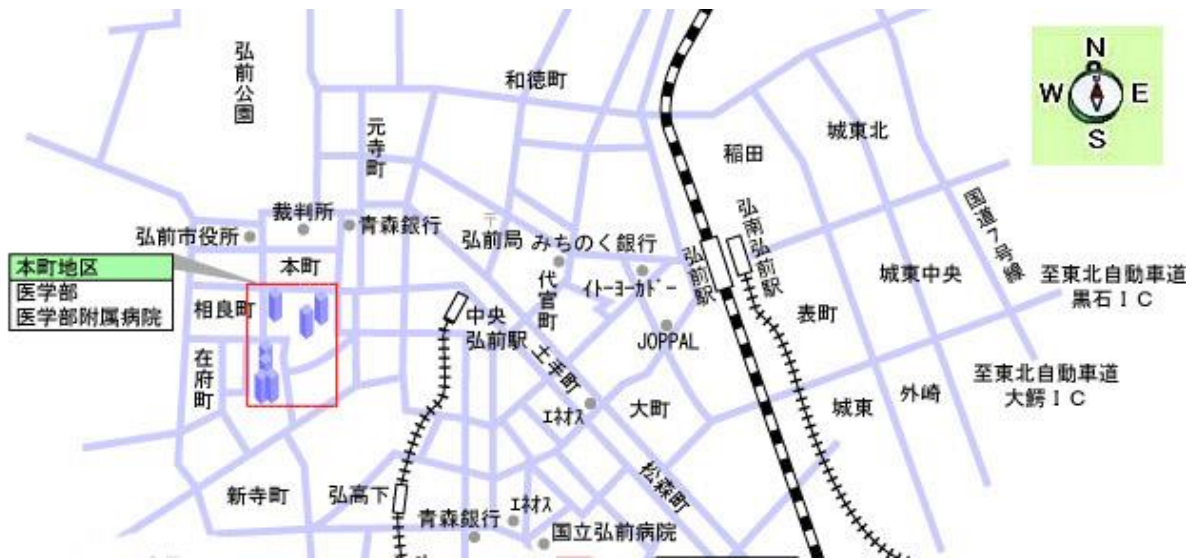 弘前公園
和徳町
元寺町
城東北
稲田
N
W E
S
国道7号線
裁判所
青森銀行
弘前市役所
〒
弘前局
みちのく銀行
弘前駅
弘南弘前駅
本町地区
医学部
医学部附属病院
本町
相良町
代官町
イトーヨーカドー
城東中央
至東北自動車道
黒石IC
中央
弘前駅
表町
JOPPAL
在府町
土手町
エネオス
大町
城東
外崎
至東北自動車道
大鰐IC
新寺町
弘高下
松森町
エネオス
青森銀行
国立弘前病院